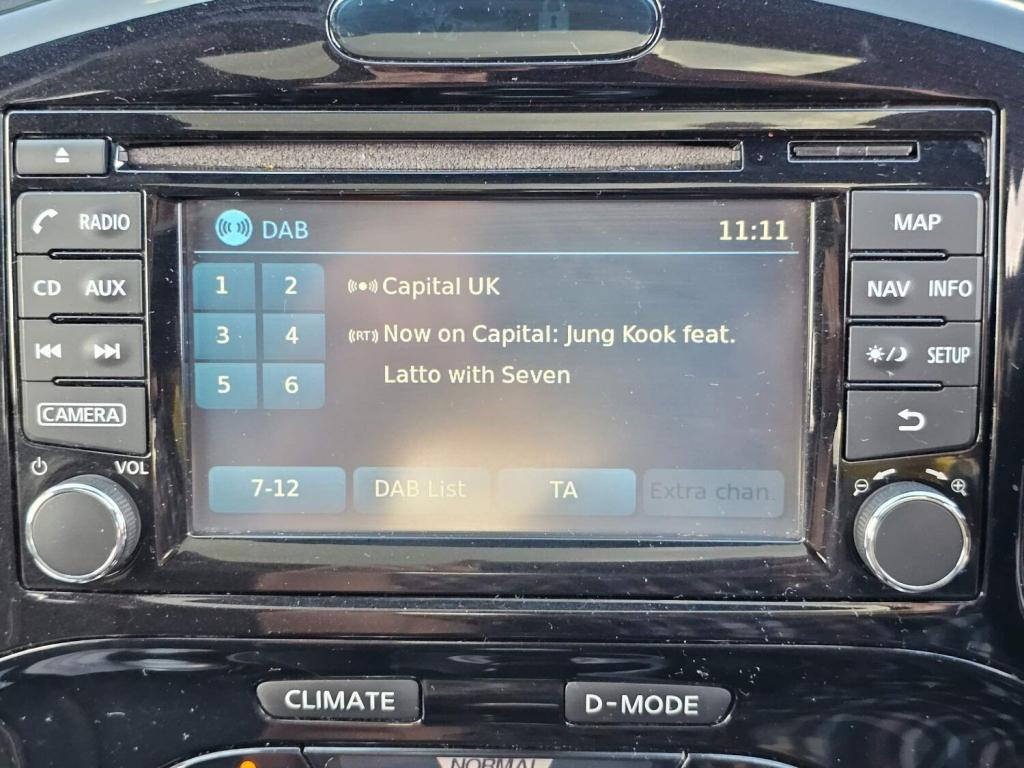 DAB 11:11
RADIO
MAP
1 2 Capital UK
CD AUX
NAV INFO
3 4 (RT) Now on Capital: Jung Kook feat.
Latto with Seven
SETUP
5 6
CAMERA
VOL
7-12 DAB List TA Extra chan.
CLIMATE D-MODE
NORMAL